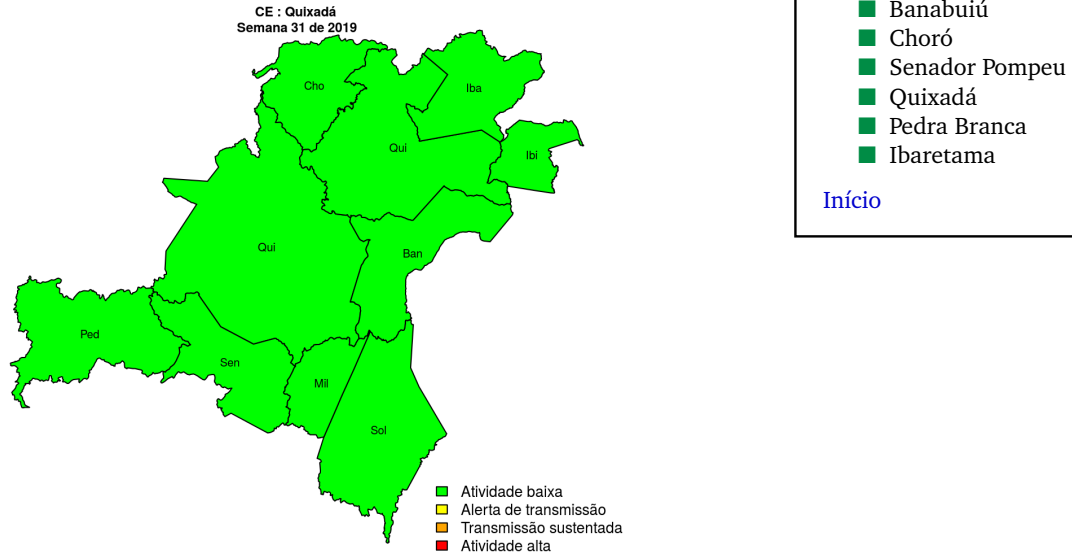 CE : Quixadá
Semana 31 de 2019
Cho
Iba
Qui
Ibi
Qui
Ban
Ped
Sen
Mil
Sol
Atividade baixa
Alerta de transmissão
Transmissão sustentada
Atividade alta
Banabuiú
Choró
Senador Pompeu
Quixadá
Pedra Branca
Ibaretama
Início